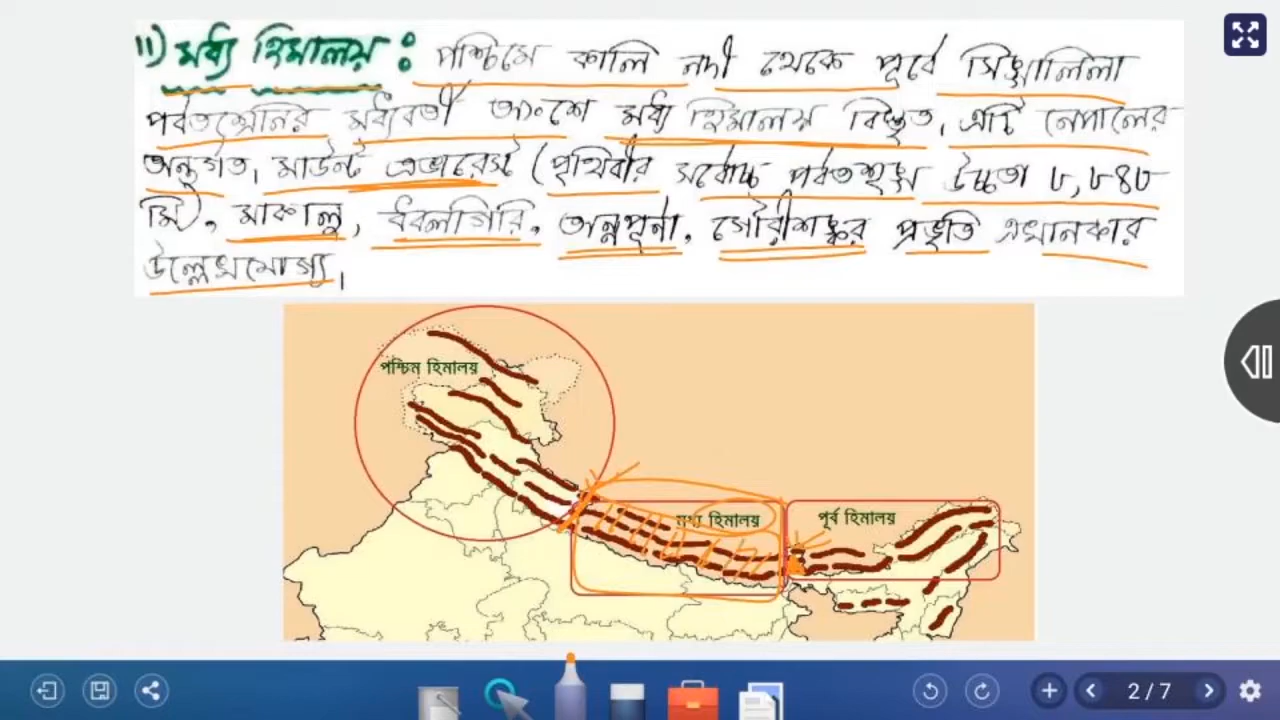 11) মধ্য হিমালয় : পশ্চিমে কালি নদী থেকে পূর্বে সিঙ্গালিলা
পর্বতশ্রেনির মধ্যবর্তী অংশে মধ্য হিমালয় বিস্তৃত, এটি নেপালের
অন্তর্গত, মাউন্ট এভারেস্ট (পৃথিবীর সর্বোচ্চ পর্বতশৃঙ্গ উচ্চতা ৮,৮৪৮
মি), মাকালু, ধবলগিরি, অন্নপূর্ণা, গৌরীশঙ্কর প্রভৃতি এখানকার
উল্লেখযোগ্য,
পশ্চিম হিমালয়
মধ্য হিমালয়
পূর্ব হিমালয়
2 / 7